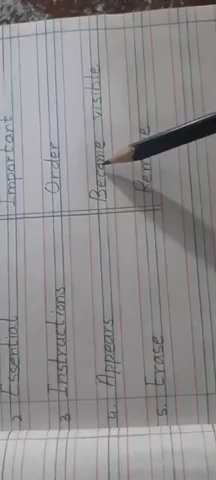 2. Essential Important
3. Instructions Order
4. Appears Become visible
5. Erase